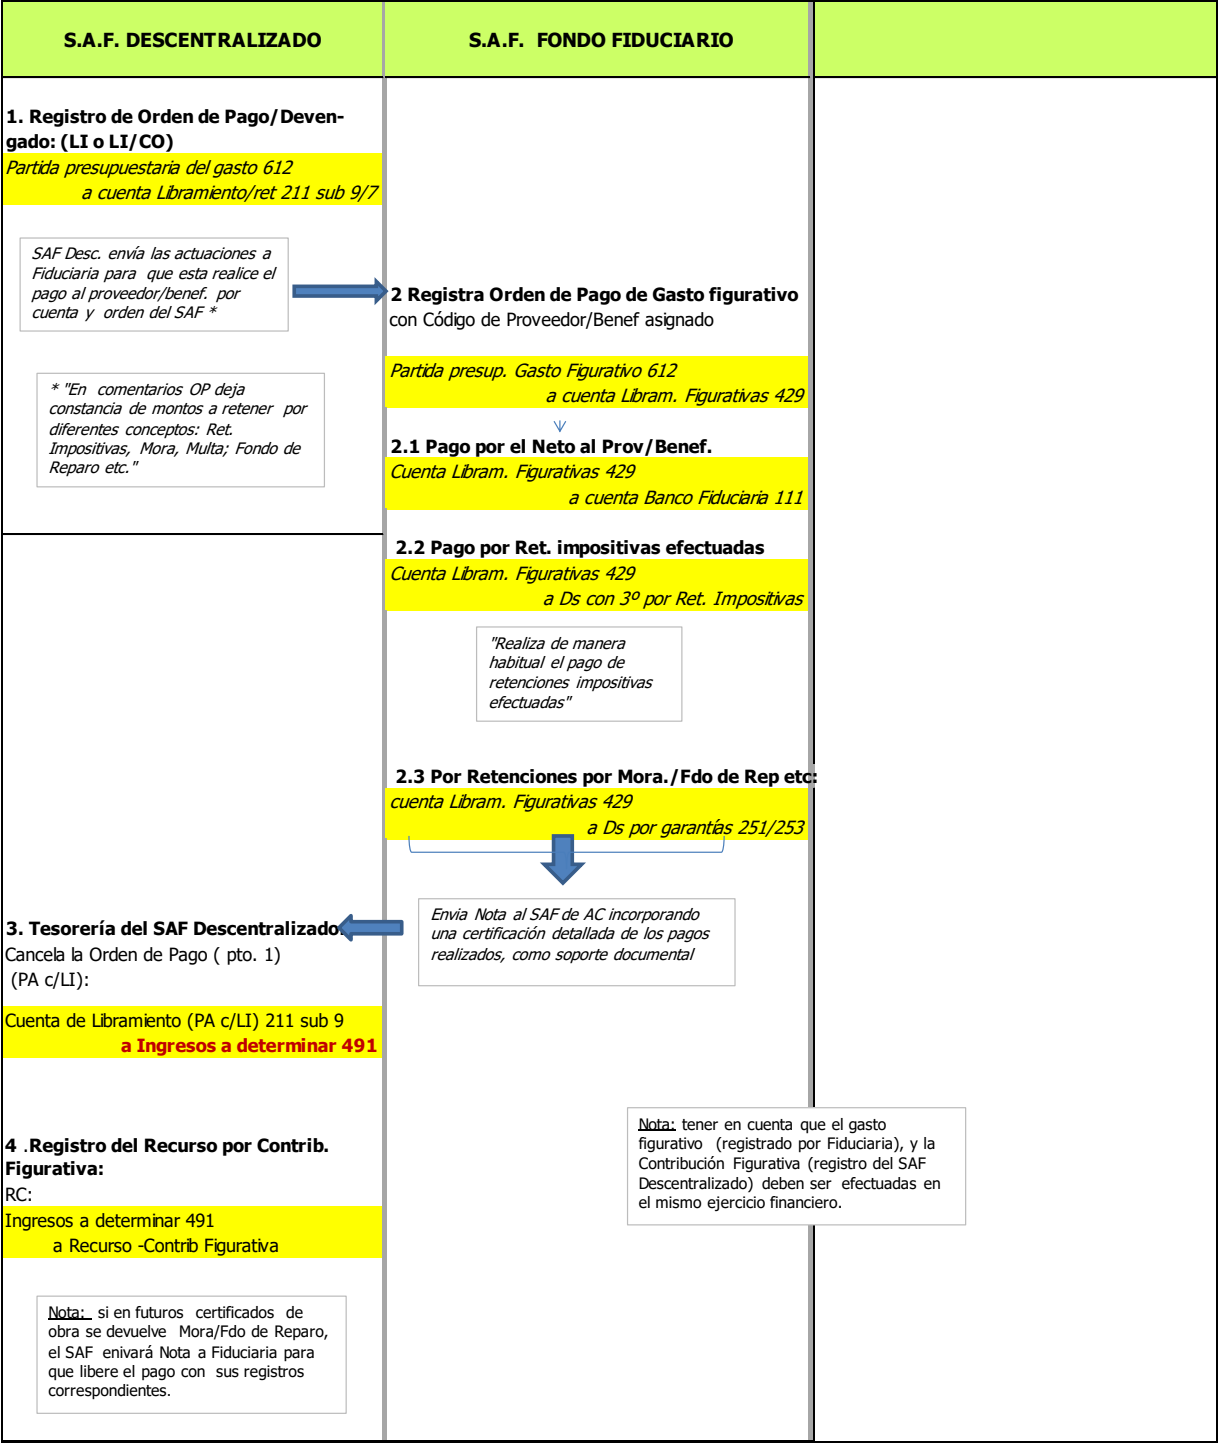 S.A.F. DESCENTRALIZADO
S.A.F. FONDO FIDUCIARIO
1. Registro de Orden de Pago/Deven-
gado: (LI o LI/CO)
Partida presupuestaria del gasto 612
a cuenta Libramiento/ret 211 sub 9/7
SAF Desc. envía las actuaciones a
Fiduciaria para que esta realice el
pago al proveedor/benef. por
cuenta y orden del SAF *
* "En comentarios OP deja
constancia de montos a retener por
diferentes conceptos: Ret.
Impositivas, Mora, Multa; Fondo de
Reparo etc."
2 Registra Orden de Pago de Gasto figurativo
con Código de Proveedor/Benef asignado
Partida presup. Gasto Figurativo 612
a cuenta Libram. Figurativas 429
2.1 Pago por el Neto al Prov/Benef.
Cuenta Libram. Figurativas 429
a cuenta Banco Fiduciaria 111
2.2 Pago por Ret. impositivas efectuadas
Cuenta Libram. Figurativas 429
a Ds con 3º por Ret. Impositivas
"Realiza de manera
habitual el pago de
retenciones impositivas
efectuadas"
2.3 Por Retenciones por Mora./Fdo de Rep etc:
cuenta Libram. Figurativas 429
a Ds por garantías 251/253
Envia Nota al SAF de AC incorporando
una certificación detallada de los pagos
realizados, como soporte documental
3. Tesorería del SAF Descentralizado:
Cancela la Orden de Pago ( pto. 1)
(PA c/LI):
Cuenta de Libramiento (PA c/LI) 211 sub 9
a Ingresos a determinar 491
Nota: tener en cuenta que el gasto
figurativo (registrado por Fiduciaria), y la
Contribución Figurativa (registro del SAF
Descentralizado) deben ser efectuadas en
el mismo ejercicio financiero.
4 .Registro del Recurso por Contrib.
Figurativa:
RC:
Ingresos a determinar 491
a Recurso -Contrib Figurativa
Nota: si en futuros certificados de
obra se devuelve Mora/Fdo de Reparo,
el SAF enivará Nota a Fiduciaria para
que libere el pago con sus registros
correspondientes.